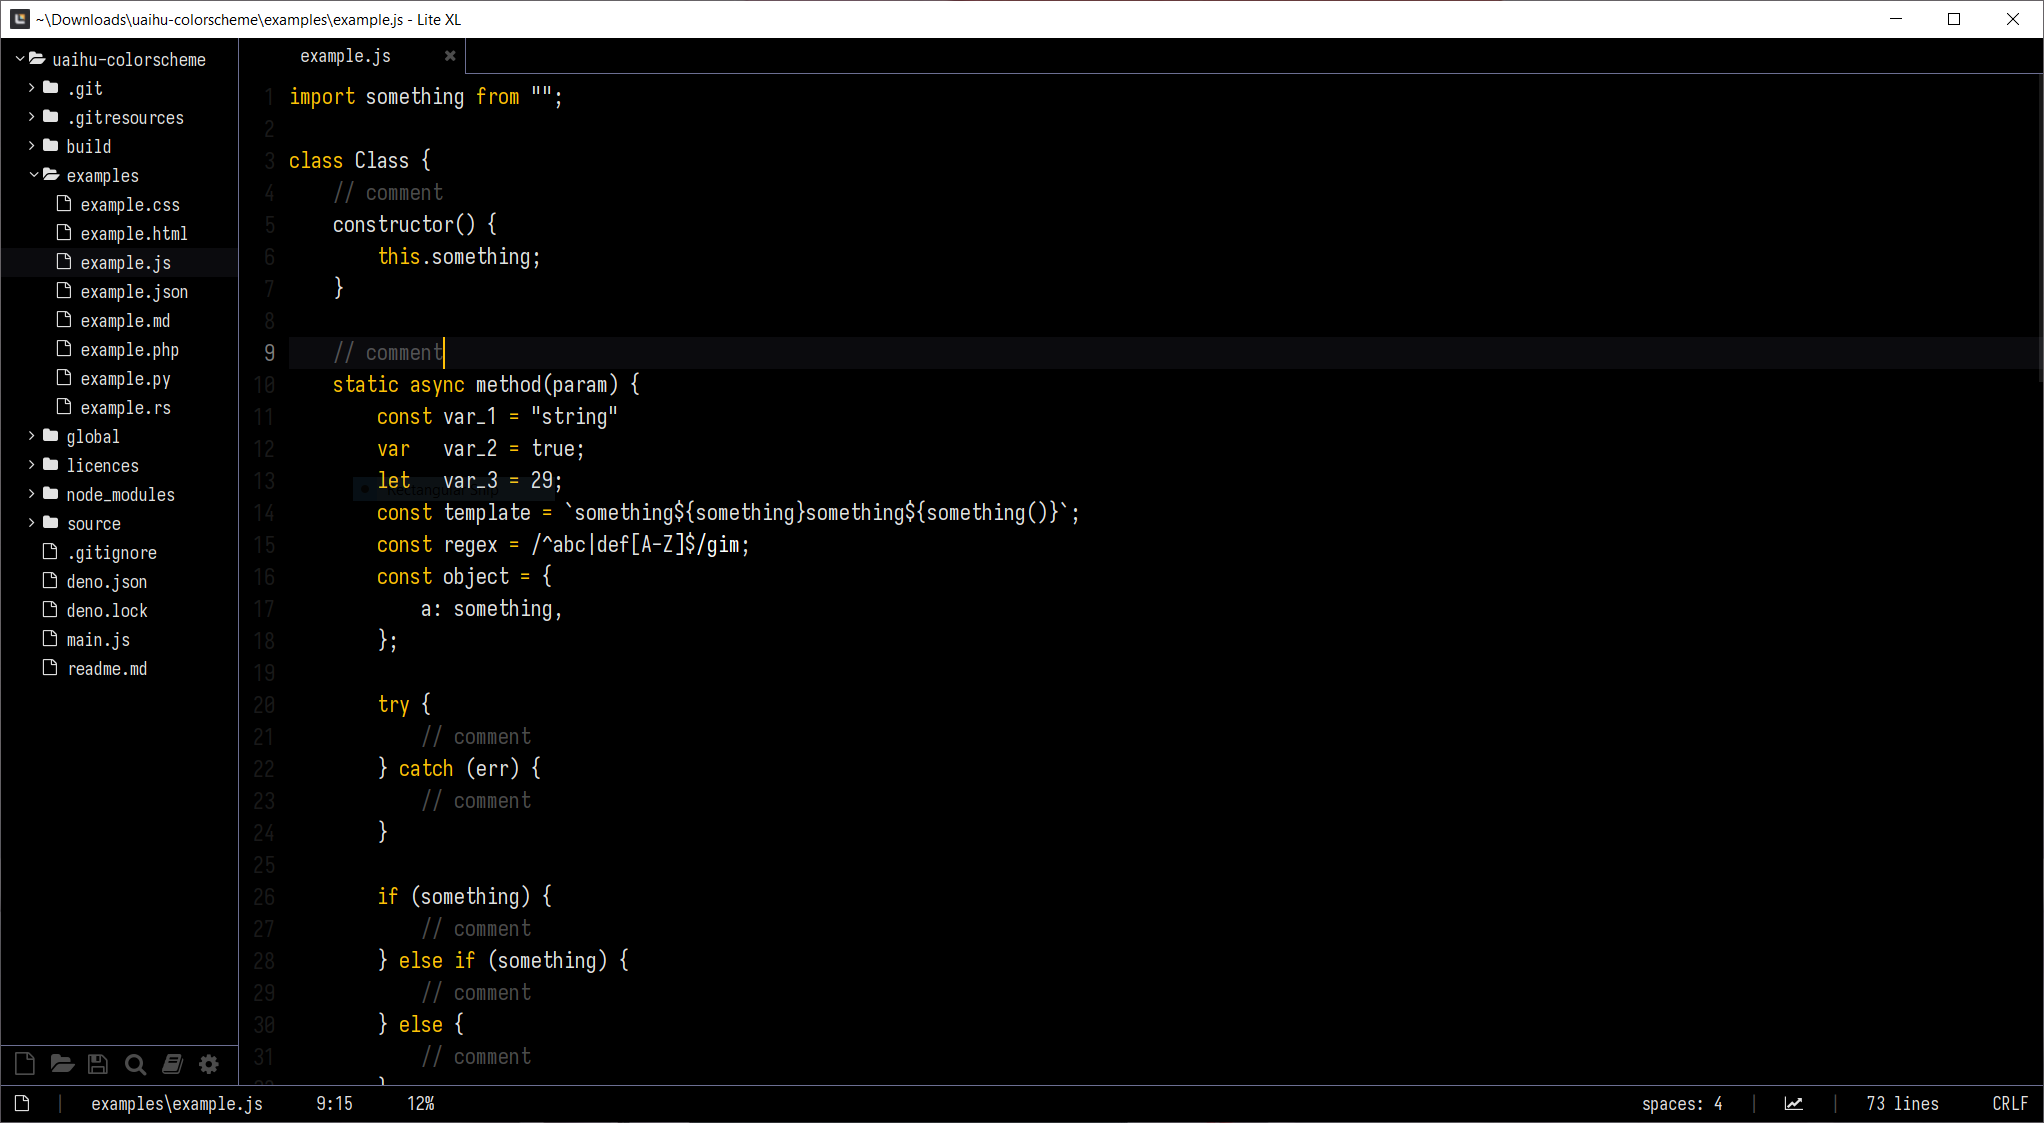 ~\Downloads\uaihu-colorscheme\examples\example.js - Lite XL
uaihu-colorscheme
.git
.gitresources
build
examples
example.css
example.html
example.js
example.json
example.md
example.php
example.py
example.rs
global
licences
node_modules
source
.gitignore
deno.json
deno.lock
main.js
readme.md
example.js
1 import something from "";
2
3 class Class {
4     // comment
5     constructor() {
6         this.something;
7     }
8
9     // comment
10     static async method(param) {
11         const var_1 = "string"
12         var   var_2 = true;
13         let   var_3 = 29;
Rectangular Snip
14         const template = `something${something}something${something()}`;
15         const regex = /^abc|def[A-Z]$/gim;
16         const object = {
17             a: something,
18         };
19
20         try {
21             // comment
22         } catch (err) {
23             // comment
24         }
25
26         if (something) {
27             // comment
28         } else if (something) {
29             // comment
30         } else {
31             // comment
32         }
examples\example.js 9:15 12% spaces: 4 73 lines CRLF